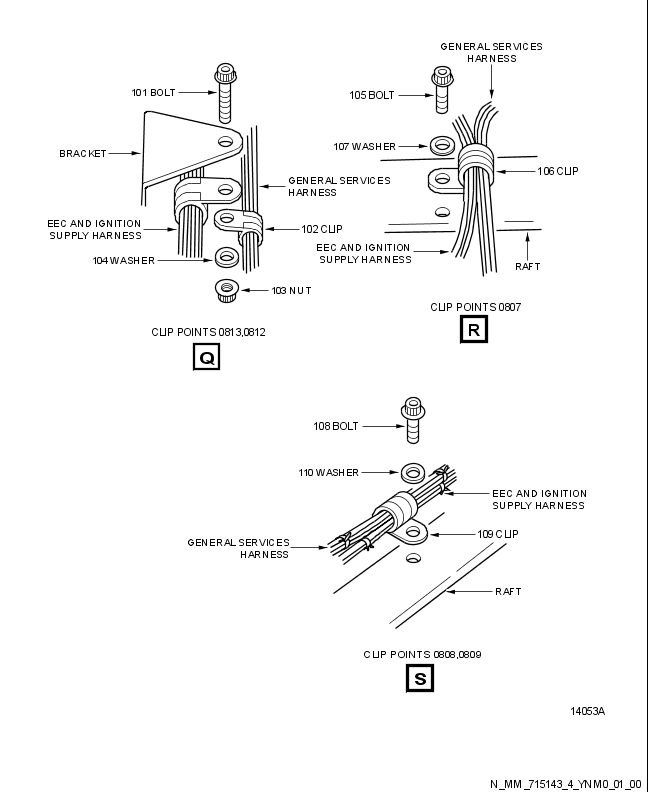 GENERAL SERVICES
HARNESS
101 BOLT
105 BOLT
107 WASHER
BRACKET
106 CLIP
GENERAL SERVICES
HARNESS
EEC AND IGNITION
SUPPLY HARNESS
102 CLIP
EEC AND IGNITION
SUPPLY HARNESS
104 WASHER
RAFT
103 NUT
CLIP POINTS 0807
R
CLIP POINTS 0813,0812
Q
108 BOLT
110 WASHER
EEC AND IGNITION
SUPPLY HARNESS
GENERAL SERVICES
HARNESS
109 CLIP
RAFT
CLIP POINTS 0808,0809
S
14053A
N_MM_715143_4_YNM0_01_00